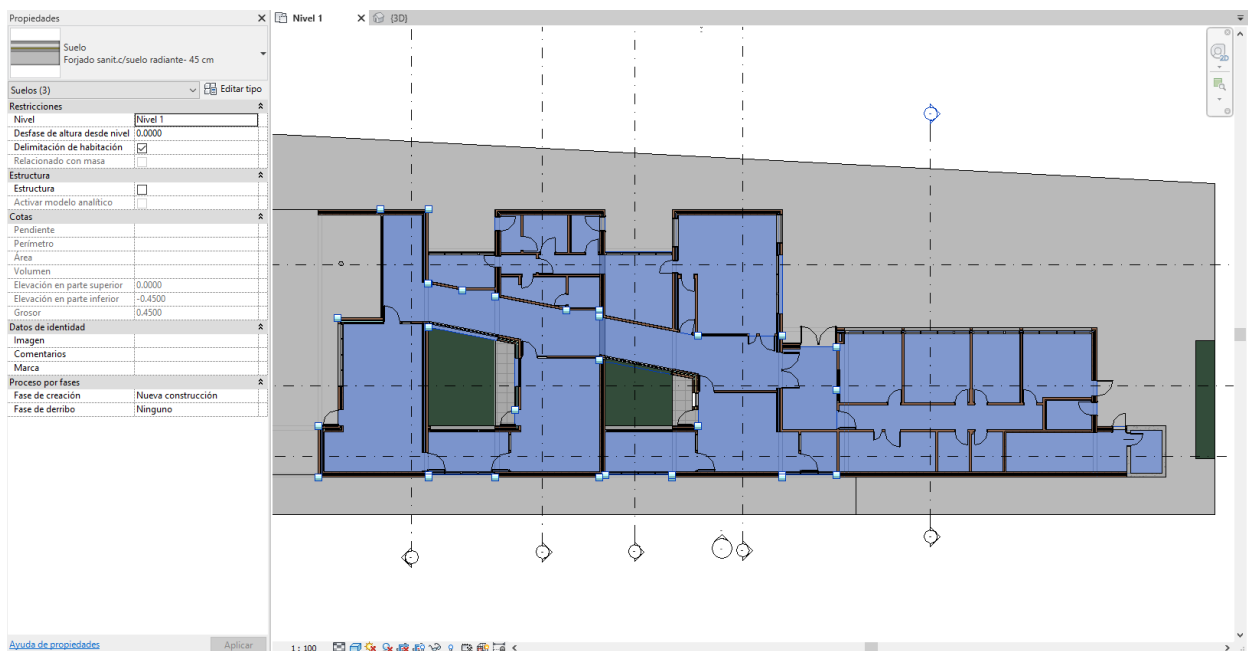 Propiedades
Nivel 1
{3D}
Suelo
Forjado sanit.c/suelo radiante- 45 cm
Suelos (3)
Editar tipo
Restricciones
Nivel Nivel 1
Desfase de altura desde nivel 0.0000
Delimitación de habitación
Relacionado con masa
Estructura
Estructura
Activar modelo analítico
Cotas
Pendiente
Perímetro
Área
Volumen
Elevación en parte superior 0.0000
Elevación en parte inferior -0.4500
Grosor 0.4500
Datos de identidad
Imagen
Comentarios
Marca
Proceso por fases
Fase de creación Nueva construcción
Fase de derribo Ninguno
2D
Ayuda de propiedades
Aplicar
1 : 100